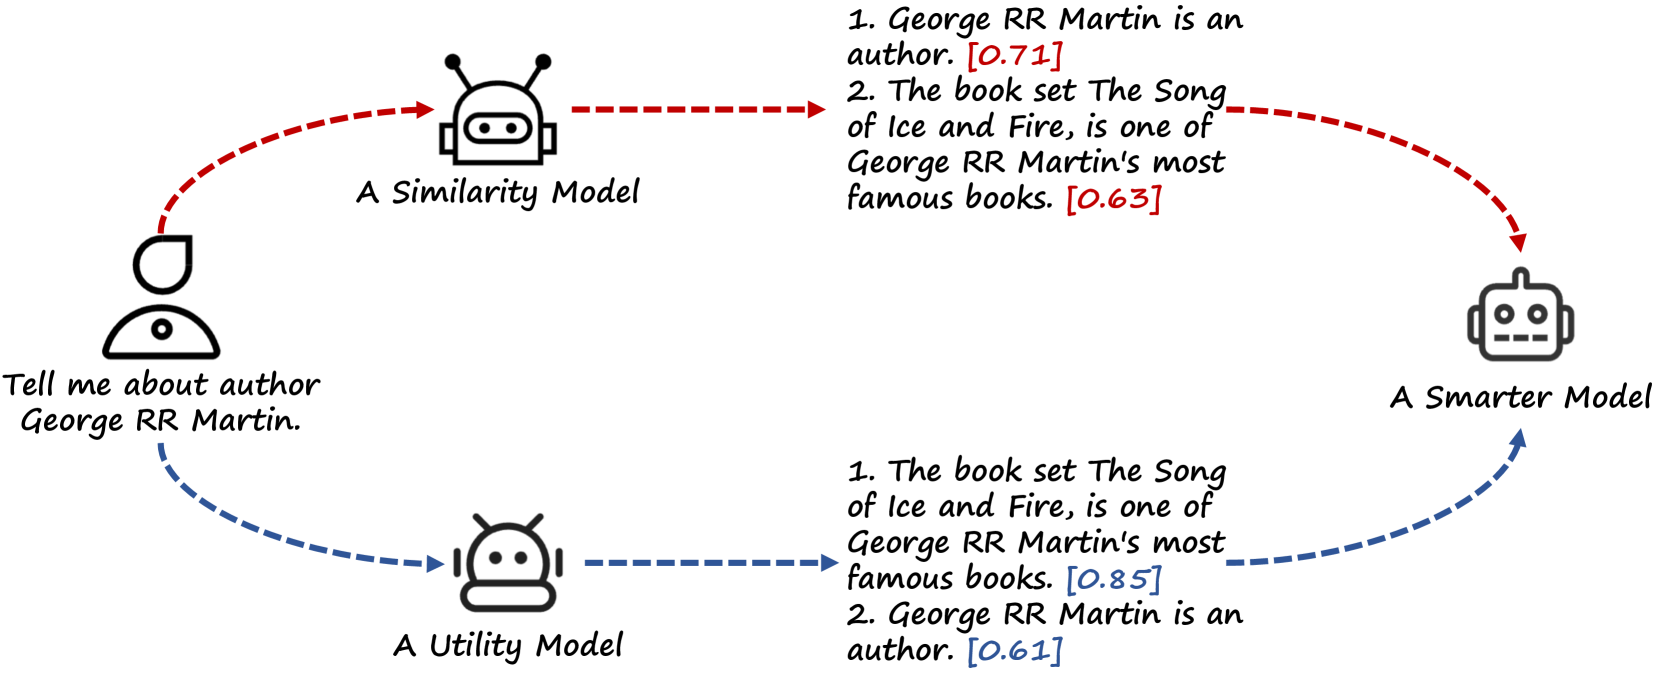 1. George RR Martin is an
author. [0.71]
2. The book set The Song
of Ice and Fire, is one of
George RR Martin's most
famous books. [0.63]
A Similarity Model
Tell me about author
George RR Martin.
A Smarter Model
1. The book set The Song
of Ice and Fire, is one of
George RR Martin's most
famous books. [0.85]
2. George RR Martin is an
author. [0.61]
A Utility Model